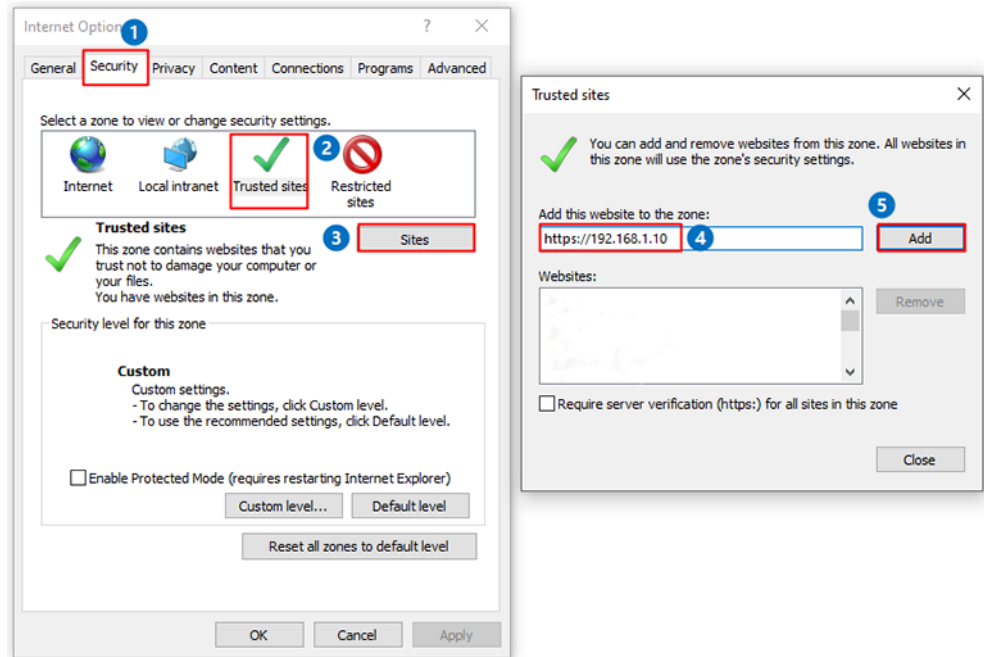 Internet Option
1
?
General Security Privacy Content Connections Programs Advanced
Select a zone to view or change security settings.
2
Internet
Local intranet
Trusted sites
Restricted
sites
Trusted sites
This zone contains websites that you
trust not to damage your computer or
your files.
You have websites in this zone.
3
Sites
Security level for this zone
Custom
Custom settings.
- To change the settings, click Custom level.
- To use the recommended settings, click Default level.
Enable Protected Mode (requires restarting Internet Explorer)
Custom level...
Default level
Reset all zones to default level
OK
Cancel
Apply
Trusted sites
You can add and remove websites from this zone. All websites in
this zone will use the zone's security settings.
Add this website to the zone:
5
https://192.168.1.10
4
Add
Websites:
Remove
Require server verification (https:) for all sites in this zone
Close